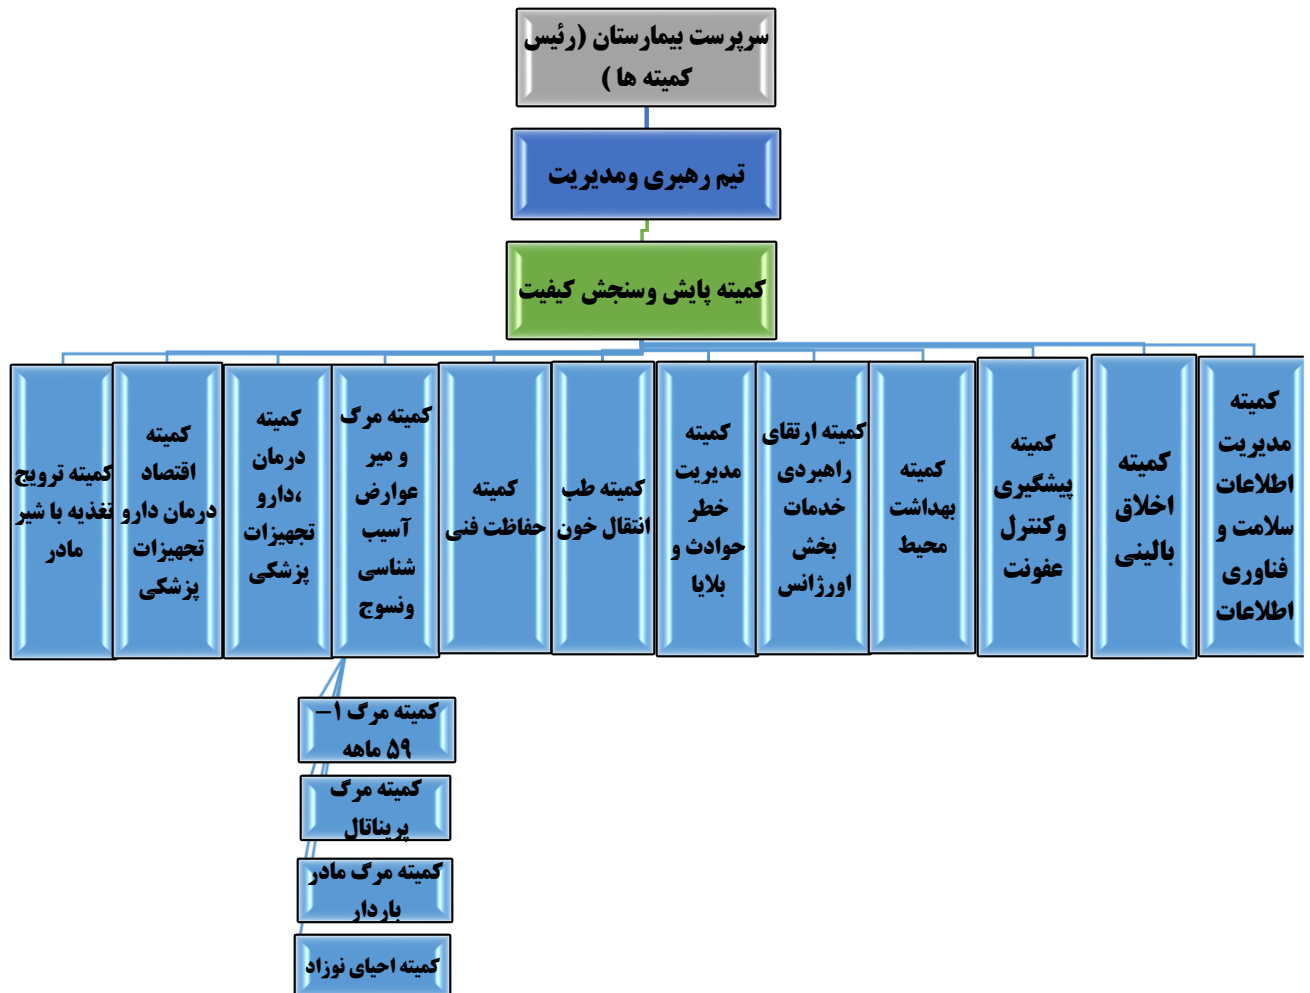 سرپرست بیمارستان (رئیس
کمیته ها )
تیم رهبری ومدیریت
کمیته پایش وسنجش کیفیت
کمیته
مدیریت
اطلاعات
سلامت و
فناوری
اطلاعات
کمیته
اخلاق
بالینی
کمیته
پیشگیری
وکنترل
عفونت
کمیته
بهداشت
محیط
کمیته ارتقای
راهبردی
خدمات
بخش
اورژانس
کمیته
مدیریت
خطر
حوادث و
بلایا
کمیته طب
انتقال خون
کمیته
حفاظت فنی
کمیته مرگ
و میر
عوارض
آسیب
شناسی
ونسوج
کمیته
درمان
،دارو
تجهیزات
پزشکی
کمیته
اقتصاد
درمان دارو
تجهیزات
پزشکی
کمیته ترویج
تغذیه با شیر
مادر
کمیته مرگ ۱-
۵۹ ماهه
کمیته مرگ
پریناتال
کمیته مرگ مادر
باردار
کمیته احیای نوزاد